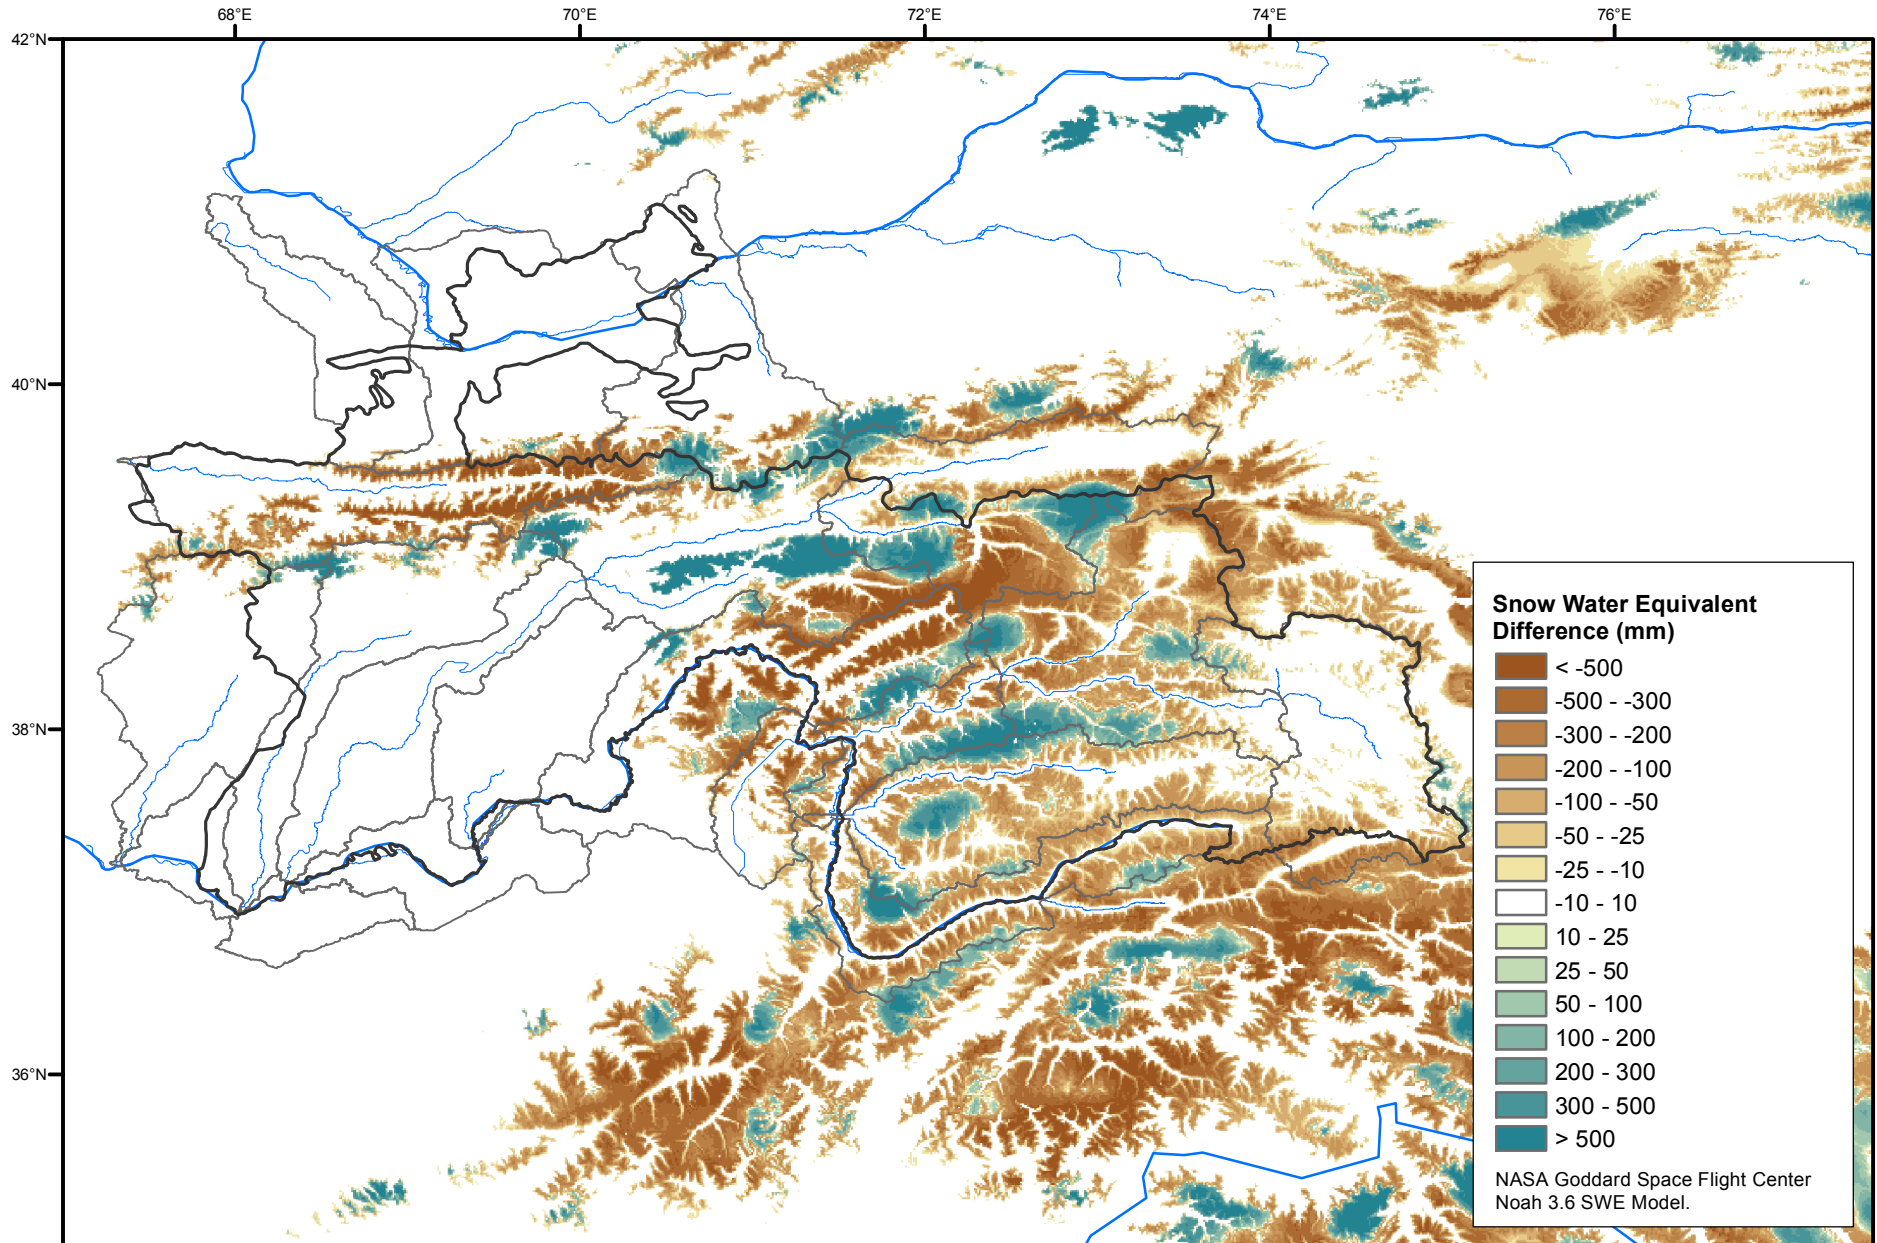 68°E 70°E 72°E 74°E 76°E
42°N
40°N
38°N
36°N
Snow Water Equivalent
Difference (mm)
< -500
-500 - -300
-300 - -200
-200 - -100
-100 - -50
-50 - -25
-25 - -10
-10 - 10
10 - 25
25 - 50
50 - 100
100 - 200
200 - 300
300 - 500
> 500
NASA Goddard Space Flight Center
Noah 3.6 SWE Model.